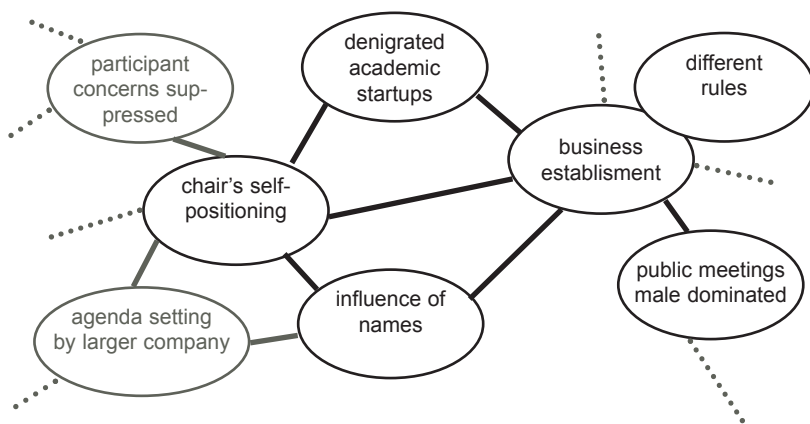 participant
concerns sup-
pressed
denigrated
academic
startups
different
rules
business
establisment
chair's self-
positioning
public meetings
male dominated
influence of
names
agenda setting
by larger company